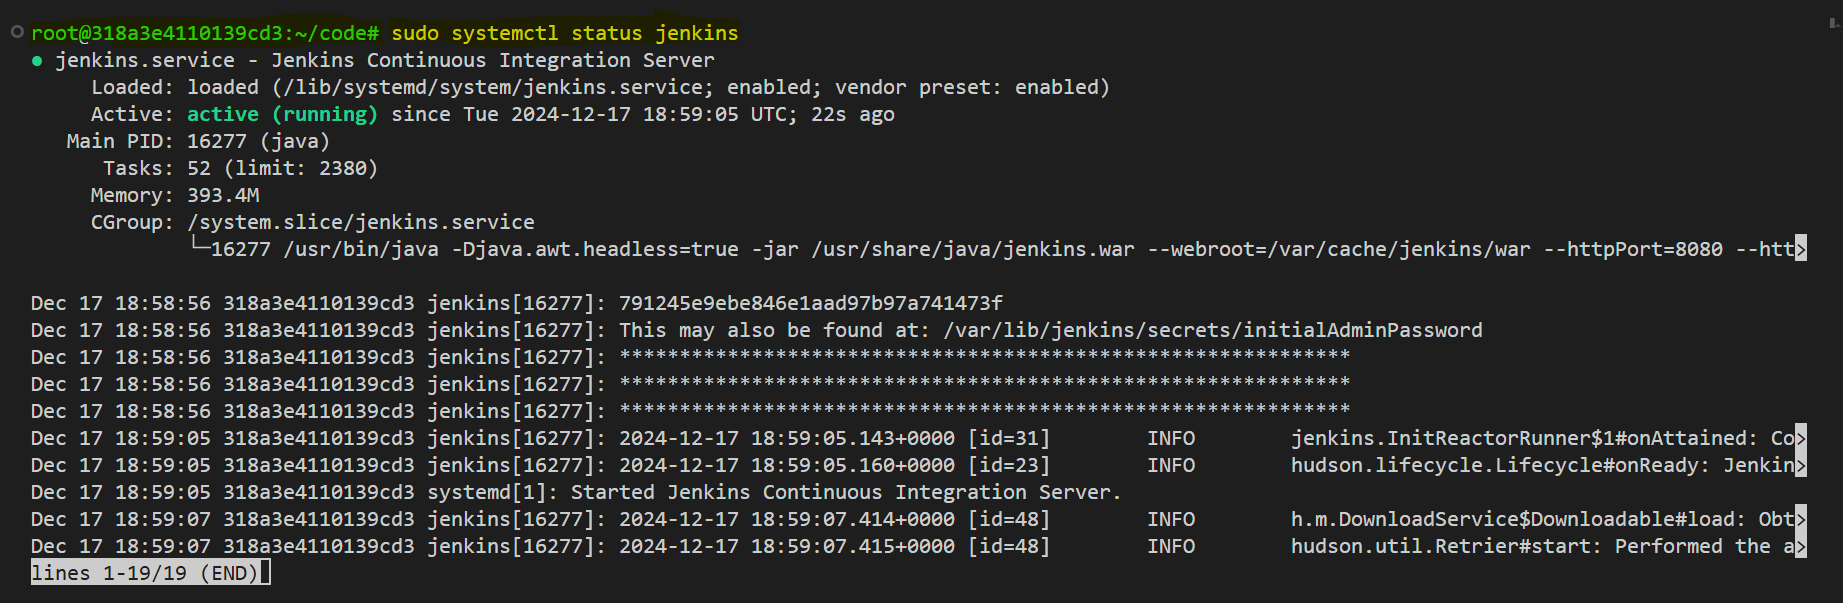 root@318a3e4110139cd3:~/code# sudo systemctl status jenkins
● jenkins.service - Jenkins Continuous Integration Server
Loaded: loaded (/lib/systemd/system/jenkins.service; enabled; vendor preset: enabled)
Active: active (running) since Tue 2024-12-17 18:59:05 UTC; 22s ago
Main PID: 16277 (java)
Tasks: 52 (limit: 2380)
Memory: 393.4M
CGroup: /system.slice/jenkins.service
└─16277 /usr/bin/java -Djava.awt.headless=true -jar /usr/share/java/jenkins.war --webroot=/var/cache/jenkins/war --httpPort=8080 --htt>
Dec 17 18:58:56 318a3e4110139cd3 jenkins[16277]: 791245e9ebe846e1aad97b97a741473f
Dec 17 18:58:56 318a3e4110139cd3 jenkins[16277]: This may also be found at: /var/lib/jenkins/secrets/initialAdminPassword
Dec 17 18:58:56 318a3e4110139cd3 jenkins[16277]: *************************************************************
Dec 17 18:58:56 318a3e4110139cd3 jenkins[16277]: *************************************************************
Dec 17 18:58:56 318a3e4110139cd3 jenkins[16277]: *************************************************************
Dec 17 18:59:05 318a3e4110139cd3 jenkins[16277]: 2024-12-17 18:59:05.143+0000 [id=31] INFO jenkins.InitReactorRunner$1#onAttained: Co>
Dec 17 18:59:05 318a3e4110139cd3 jenkins[16277]: 2024-12-17 18:59:05.160+0000 [id=23] INFO hudson.lifecycle.Lifecycle#onReady: Jenkin>
Dec 17 18:59:05 318a3e4110139cd3 systemd[1]: Started Jenkins Continuous Integration Server.
Dec 17 18:59:07 318a3e4110139cd3 jenkins[16277]: 2024-12-17 18:59:07.414+0000 [id=48] INFO h.m.DownloadService$Downloadable#load: Obt>
Dec 17 18:59:07 318a3e4110139cd3 jenkins[16277]: 2024-12-17 18:59:07.415+0000 [id=48] INFO hudson.util.Retrier#start: Performed the a>
lines 1-19/19 (END)